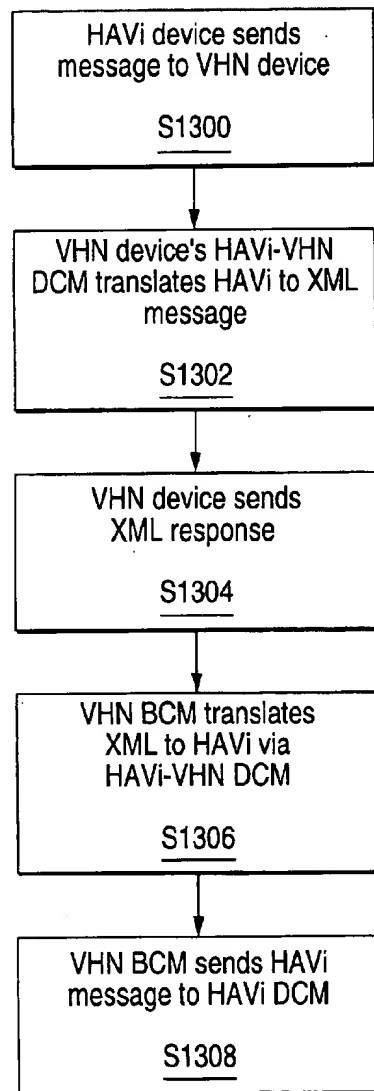 HAVi device sends
message to VHN device
S1300
VHN device's HAVi-VHN
DCM translates HAVi to XML
message
S1302
VHN device sends
XML response
S1304
VHN BCM translates
XML to HAVi via
HAVi-VHN DCM
S1306
VHN BCM sends HAVi
message to HAVi DCM
S1308